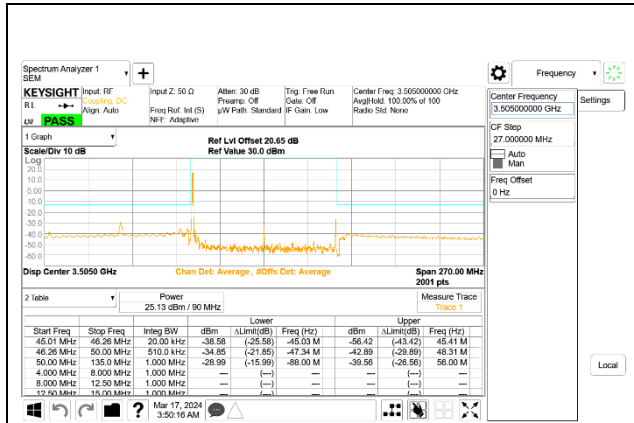 Spectrum Analyzer 1
SEM
+
Frequency
KEYSIGHT Input: RF Input Z: 50 Ω Atten: 30 dB Trig: Free Run Center Freq: 3.505000000 GHz
RL Coupling: DC Preamp: Off Gate: Off Avg|Hold: 100.00% of 100
Align: Auto Freq Ref: Int (S) µW Path: Standard IF Gain: Low Radio Std: None
PASS NFE: Adaptive
Center Frequency
3.505000000 GHz
Settings
CF Step
27.000000 MHz
Auto
Man
Freq Offset
0 Hz
Local
1 Graph
Ref Lvl Offset 20.65 dB
Scale/Div 10 dB Ref Value 30.0 dBm
Log
20.0
10.0
0.00
-10.0
-20.0
-30.0
-40.0
-50.0
-60.0
Disp Center 3.5050 GHz Chan Det: Average, #Offs Det: Average Span 270.00 MHz
2001 pts
2 Table Power Measure Trace
25.13 dBm / 90 MHz Trace 1
Lower Upper
Start Freq Stop Freq Integ BW dBm ΔLimit(dB) Freq (Hz) dBm ΔLimit(dB) Freq (Hz)
45.01 MHz 46.26 MHz 20.00 kHz -38.58 (-25.58) -45.03 M -56.42 (-43.42) 45.41 M
46.26 MHz 50.00 MHz 510.0 kHz -34.85 (-21.85) -47.34 M -42.89 (-29.89) 48.31 M
50.00 MHz 135.0 MHz 1.000 MHz -28.99 (-15.99) -88.00 M -39.56 (-26.56) 56.00 M
4.000 MHz 8.000 MHz 1.000 MHz --- (---) --- (---)
8.000 MHz 12.50 MHz 1.000 MHz --- (---) --- (---)
12.50 MHz 15.00 MHz 1.000 MHz --- (---) --- (---)
? Mar 17, 2024
3:50:16 AM